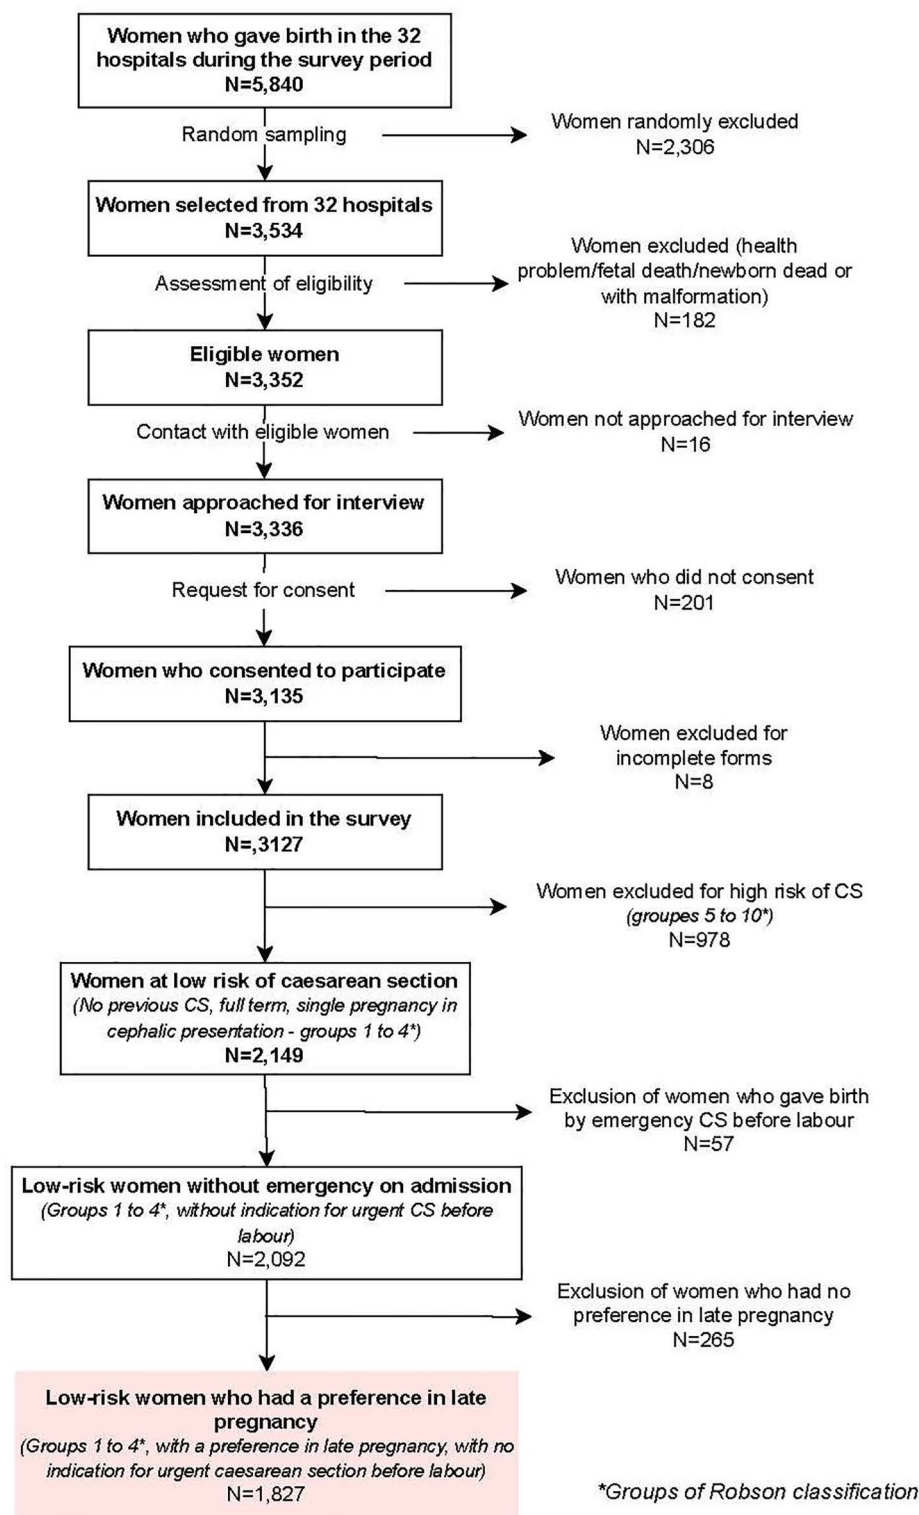 Women who gave birth in the 32
hospitals during the survey period
N=5,840
Random sampling
Women randomly excluded
N=2,306
Women selected from 32 hospitals
N=3,534
Assessment of eligibility
Women excluded (health
problem/fetal death/newborn dead or
with malformation)
N=182
Eligible women
N=3,352
Contact with eligible women
Women not approached for interview
N=16
Women approached for interview
N=3,336
Request for consent
Women who did not consent
N=201
Women who consented to participate
N=3,135
Women excluded for
incomplete forms
N=8
Women included in the survey
N=,3127
Women excluded for high risk of CS
(groupes 5 to 10*)
N=978
Women at low risk of caesarean section
(No previous CS, full term, single pregnancy in
cephalic presentation - groups 1 to 4*)
N=2,149
Exclusion of women who gave birth
by emergency CS before labour
N=57
Low-risk women without emergency on admission
(Groups 1 to 4*, without indication for urgent CS before
labour)
N=2,092
Exclusion of women who had no
preference in late pregnancy
N=265
Low-risk women who had a preference in late
pregnancy
(Groups 1 to 4*, with a preference in late pregnancy, with no
indication for urgent caesarean section before labour)
N=1,827
*Groups of Robson classification